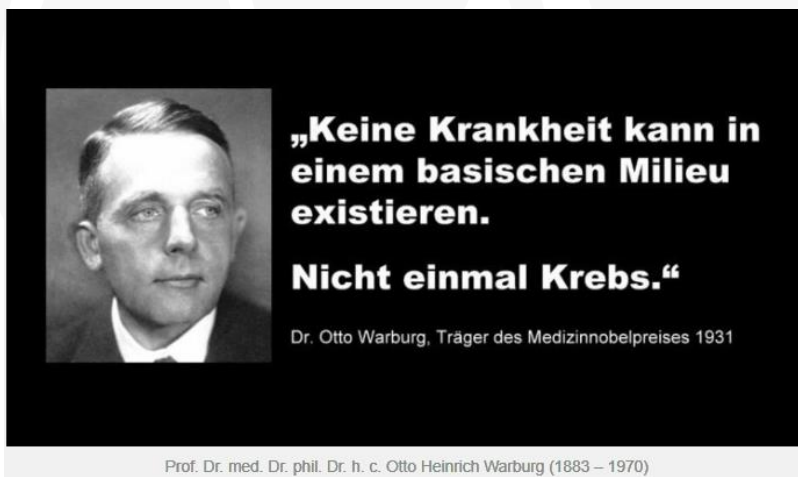 „Keine Krankheit kann in
einem basischen Milieu
existieren.
Nicht einmal Krebs.“
Dr. Otto Warburg, Träger des Medizinnobelpreises 1931
Prof. Dr. med. Dr. phil. Dr. h. c. Otto Heinrich Warburg (1883 – 1970)